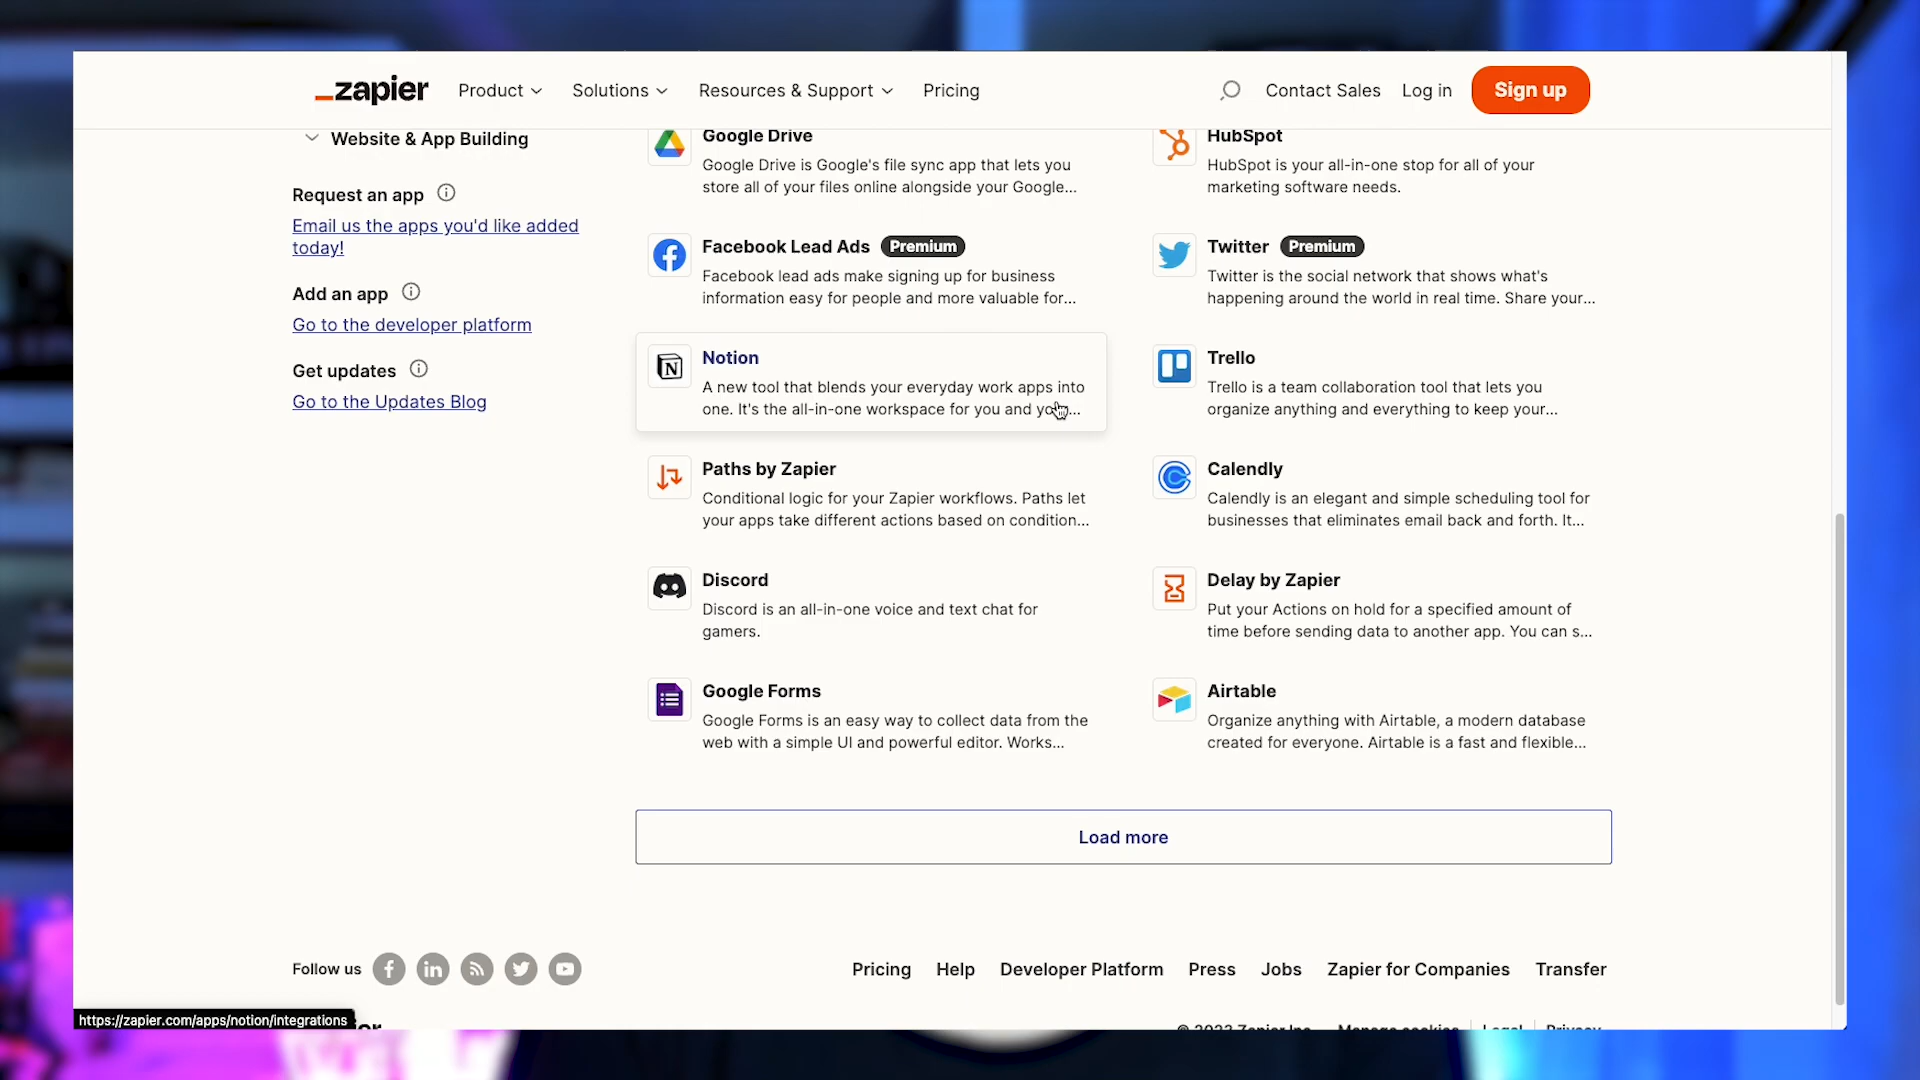 zapier
Product
Solutions
Resources & Support
Pricing
Contact Sales
Log in
Sign up
Website & App Building
Request an app
Email us the apps you'd like added
today!
Add an app
Go to the developer platform
Get updates
Go to the Updates Blog
Google Drive
Google Drive is Google's file sync app that lets you
store all of your files online alongside your Google...
HubSpot
HubSpot is your all-in-one stop for all of your
marketing software needs.
Facebook Lead Ads Premium
Facebook lead ads make signing up for business
information easy for people and more valuable for...
Twitter Premium
Twitter is the social network that shows what's
happening around the world in real time. Share your...
Notion
A new tool that blends your everyday work apps into
one. It's the all-in-one workspace for you and
Trello
Trello is a team collaboration tool that lets you
organize anything and everything to keep your...
Paths by Zapier
Conditional logic for your Zapier workflows. Paths let
your apps take different actions based on condition...
Calendly
Calendly is an elegant and simple scheduling tool for
businesses that eliminates email back and forth. It...
Discord
Discord is an all-in-one voice and text chat for
gamers.
Delay by Zapier
Put your Actions on hold for a specified amount of
time before sending data to another app. You can s...
Google Forms
Google Forms is an easy way to collect data from the
web with a simple UI and powerful editor. Works...
Airtable
Organize anything with Airtable, a modern database
created for everyone. Airtable is a fast and flexible...
Load more
Follow us
Pricing
Help
Developer Platform
Press
Jobs
Zapier for Companies
Transfer
https://zapier.com/apps/notion/integrations
Manage cookies
Legal
Privacy